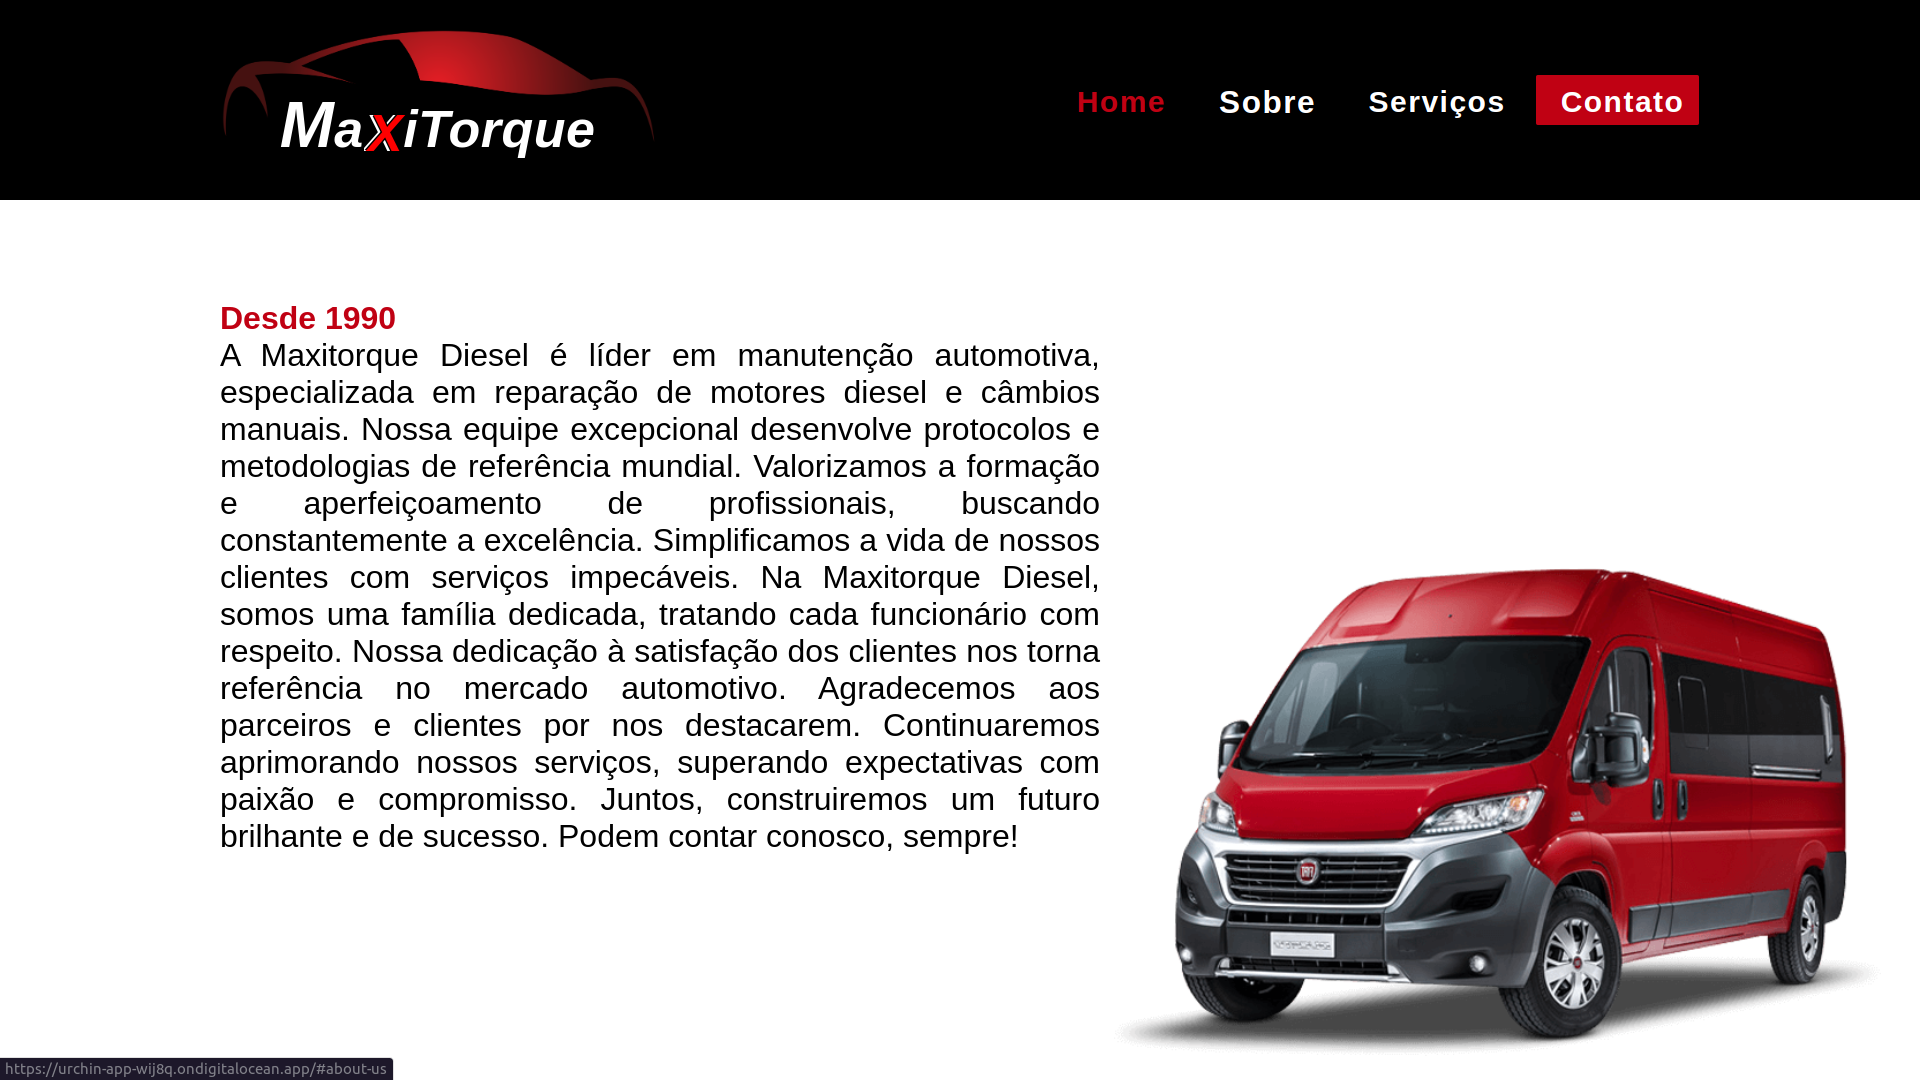 MaxiTorque
Home Sobre Serviços Contato
Desde 1990
A Maxitorque Diesel é líder em manutenção automotiva,
especializada em reparação de motores diesel e câmbios
manuais. Nossa equipe excepcional desenvolve protocolos e
metodologias de referência mundial. Valorizamos a formação
e aperfeiçoamento de profissionais, buscando
constantemente a excelência. Simplificamos a vida de nossos
clientes com serviços impecáveis. Na Maxitorque Diesel,
somos uma família dedicada, tratando cada funcionário com
respeito. Nossa dedicação à satisfação dos clientes nos torna
referência no mercado automotivo. Agradecemos aos
parceiros e clientes por nos destacarem. Continuaremos
aprimorando nossos serviços, superando expectativas com
paixão e compromisso. Juntos, construiremos um futuro
brilhante e de sucesso. Podem contar conosco, sempre!
https://urchin-app-wij8q.ondigitalocean.app/#about-us